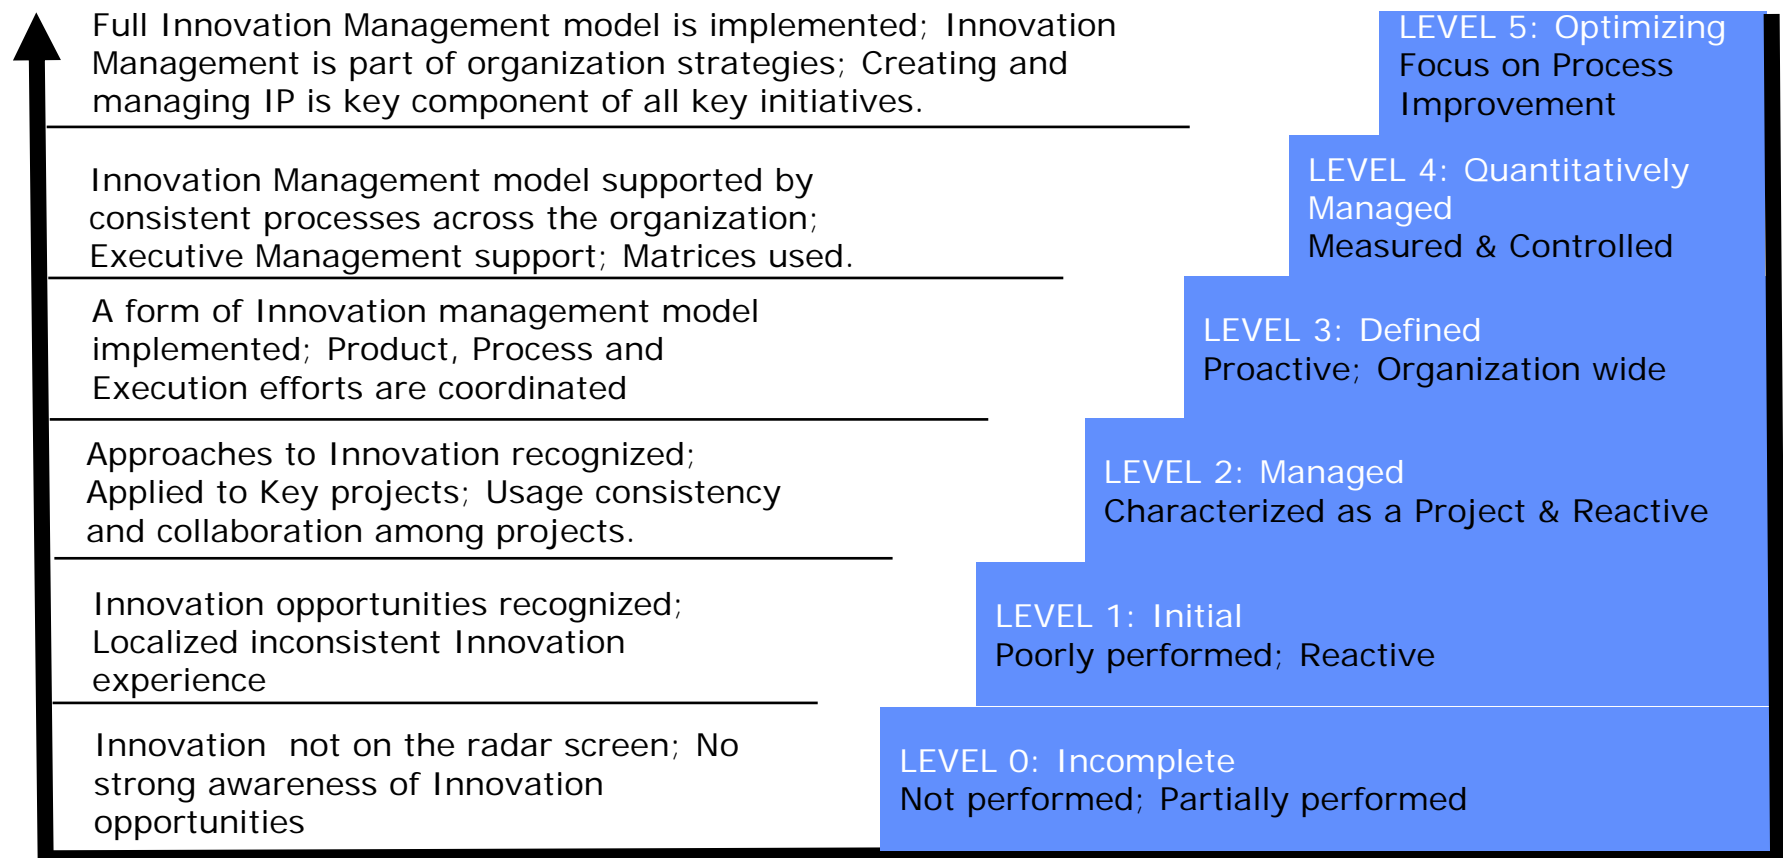 Full Innovation Management model is implemented; Innovation
Management is part of organization strategies; Creating and
managing IP is key component of all key initiatives.
LEVEL 5: Optimizing
Focus on Process
Improvement
Innovation Management model supported by
consistent processes across the organization;
Executive Management support; Matrices used.
LEVEL 4: Quantitatively
Managed
Measured & Controlled
A form of Innovation management model
implemented; Product, Process and
Execution efforts are coordinated
LEVEL 3: Defined
Proactive; Organization wide
Approaches to Innovation recognized;
Applied to Key projects; Usage consistency
and collaboration among projects.
LEVEL 2: Managed
Characterized as a Project & Reactive
Innovation opportunities recognized;
Localized inconsistent Innovation
experience
LEVEL 1: Initial
Poorly performed; Reactive
Innovation not on the radar screen; No
strong awareness of Innovation
opportunities
LEVEL 0: Incomplete
Not performed; Partially performed